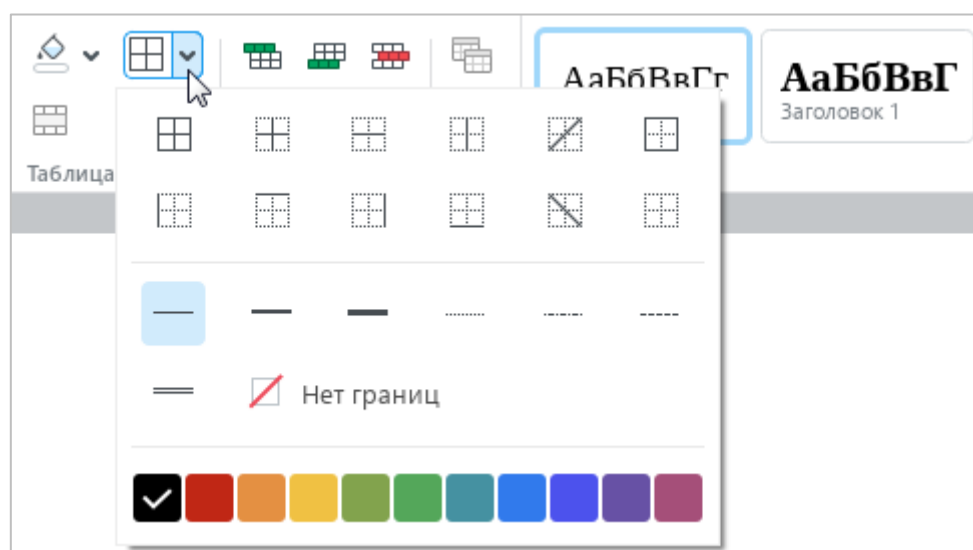 АаБбВвГг
АаБбВвГ
Заголовок 1
Таблица
Нет границ